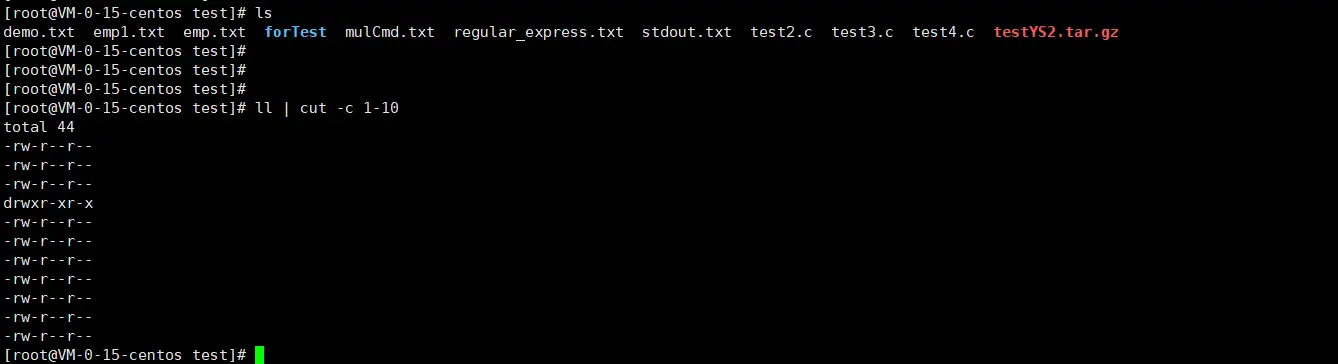 [root@VM-0-15-centos test]# ls
demo.txt  emp1.txt  emp.txt  forTest  mulCmd.txt  regular_express.txt  stdout.txt  test2.c  test3.c  test4.c  testYS2.tar.gz
[root@VM-0-15-centos test]#
[root@VM-0-15-centos test]#
[root@VM-0-15-centos test]#
[root@VM-0-15-centos test]# ll | cut -c 1-10
total 44
-rw-r--r--
-rw-r--r--
-rw-r--r--
drwxr-xr-x
-rw-r--r--
-rw-r--r--
-rw-r--r--
-rw-r--r--
-rw-r--r--
-rw-r--r--
-rw-r--r--
[root@VM-0-15-centos test]#